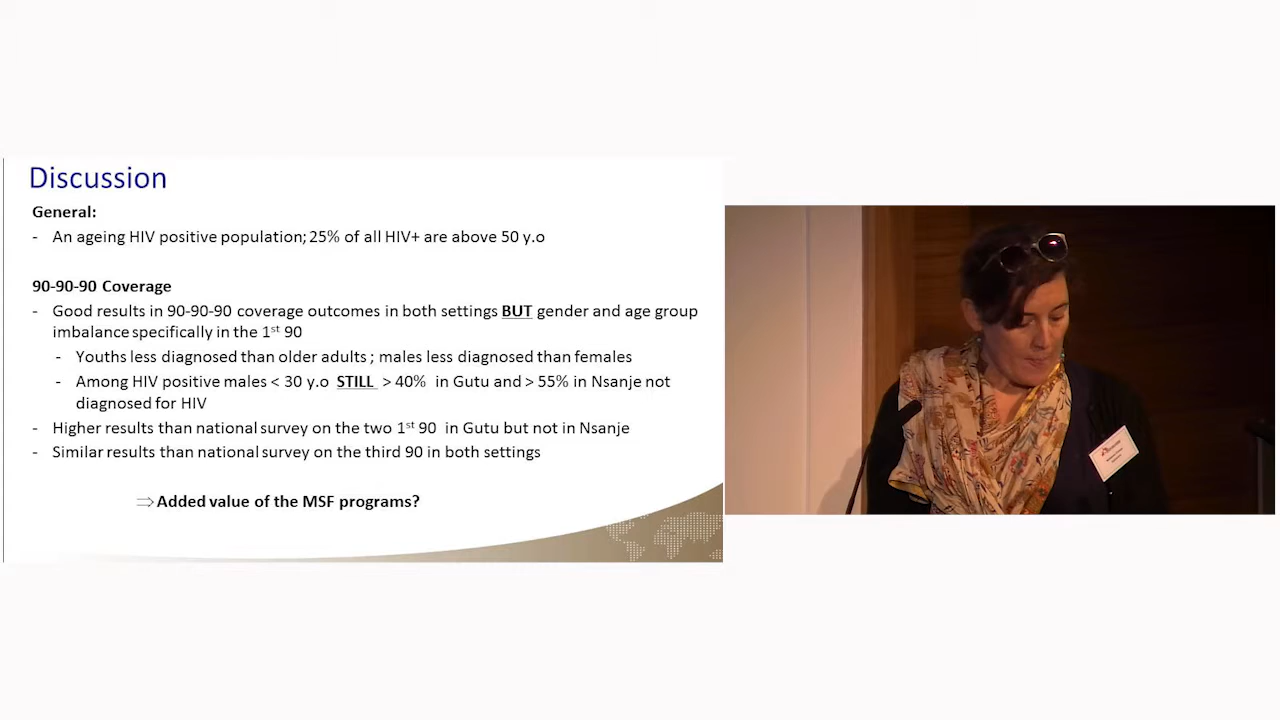 Discussion
General:
- An ageing HIV positive population; 25% of all HIV+ are above 50 y.o
90-90-90 Coverage
- Good results in 90-90-90 coverage outcomes in both settings BUT gender and age group
imbalance specifically in the 1st 90
- Youths less diagnosed than older adults ; males less diagnosed than females
- Among HIV positive males < 30 y.o STILL > 40% in Gutu and > 55% in Nsanje not
diagnosed for HIV
- Higher results than national survey on the two 1st 90 in Gutu but not in Nsanje
- Similar results than national survey on the third 90 in both settings
⇒ Added value of the MSF programs?